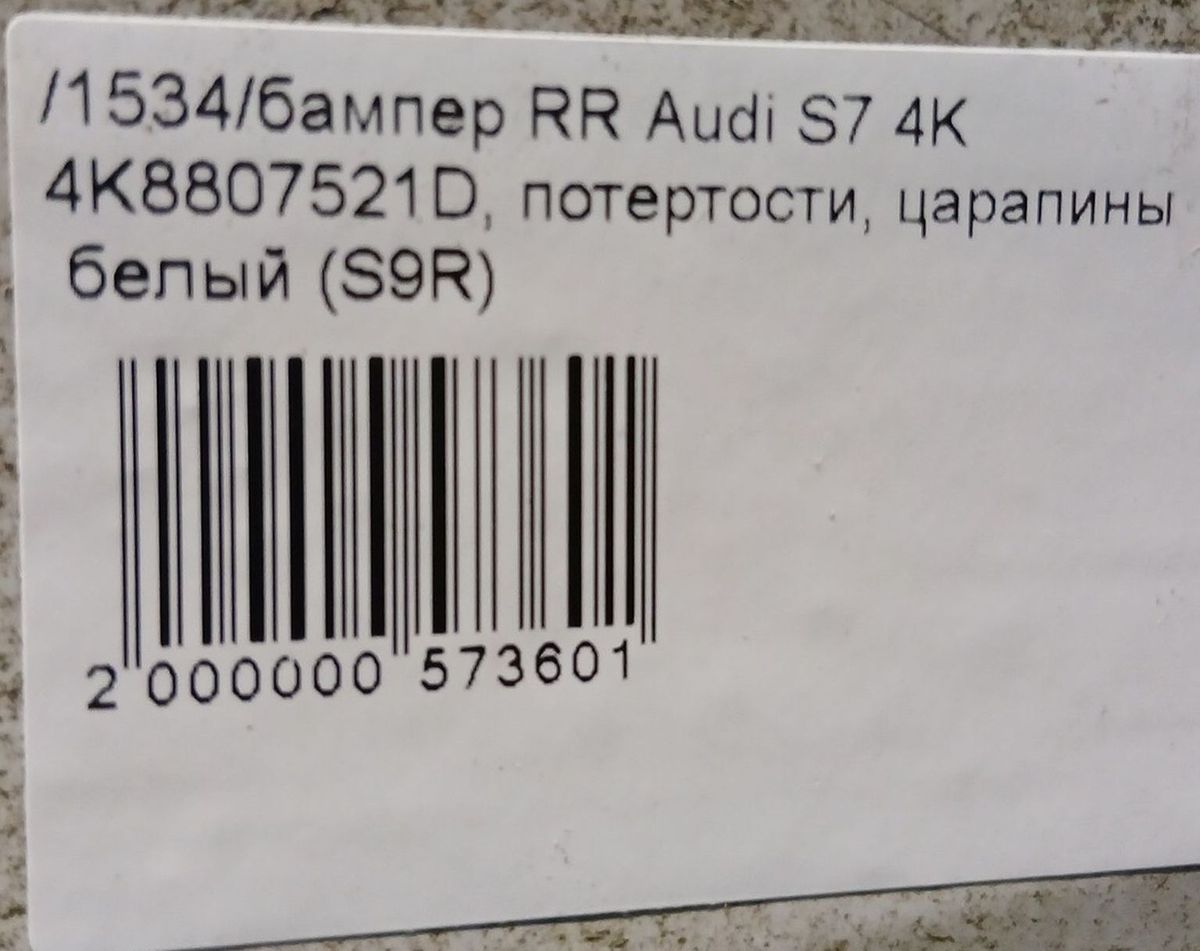 /1534/бампер RR Audi S7 4K
4K8807521D, потертости, царапины
белый (S9R)
2 000000 573601